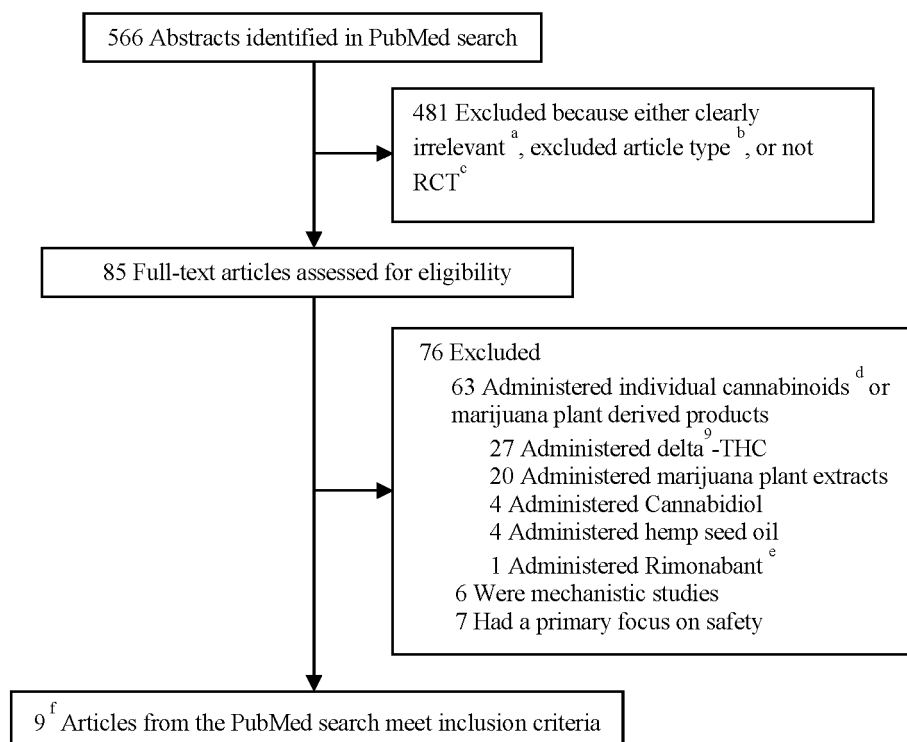 566 Abstracts identified in PubMed search
481 Excluded because either clearly
irrelevant a, excluded article type b, or not
RCT c
85 Full-text articles assessed for eligibility
76 Excluded
63 Administered individual cannabinoids d or
marijuana plant derived products
27 Administered delta 9-THC
20 Administered marijuana plant extracts
4 Administered Cannabidiol
4 Administered hemp seed oil
1 Administered Rimonabant e
6 Were mechanistic studies
7 Had a primary focus on safety
9 f Articles from the PubMed search meet inclusion criteria